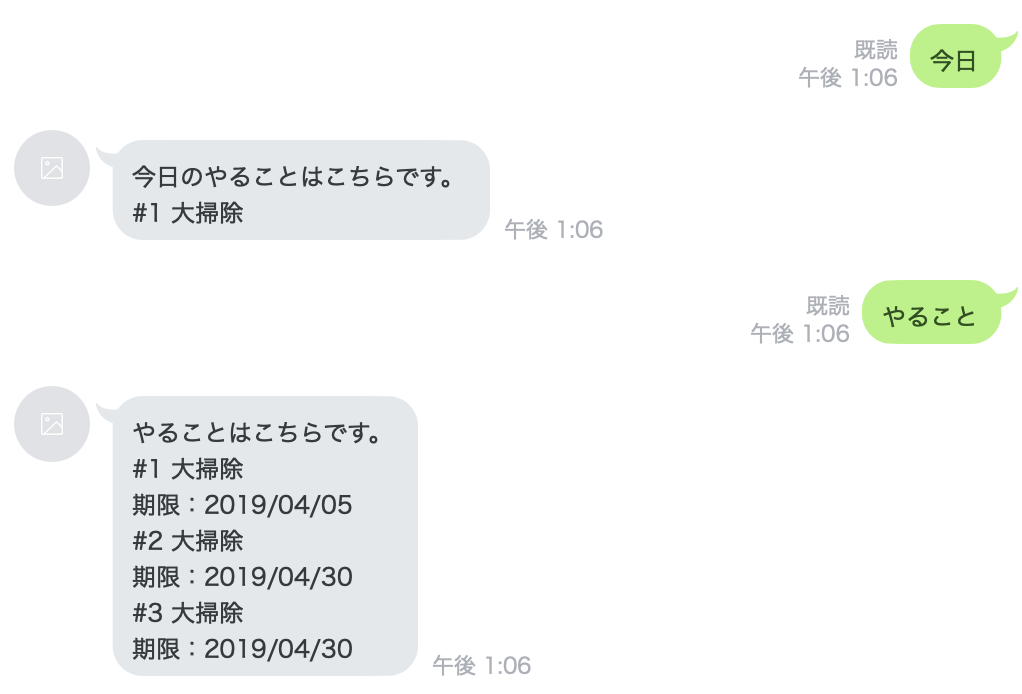 今日
既読
午後 1:06
今日のやることはこちらです。
#1 大掃除
午後 1:06
やること
既読
午後 1:06
やることはこちらです。
#1 大掃除
期限：2019/04/05
#2 大掃除
期限：2019/04/30
#3 大掃除
期限：2019/04/30
午後 1:06